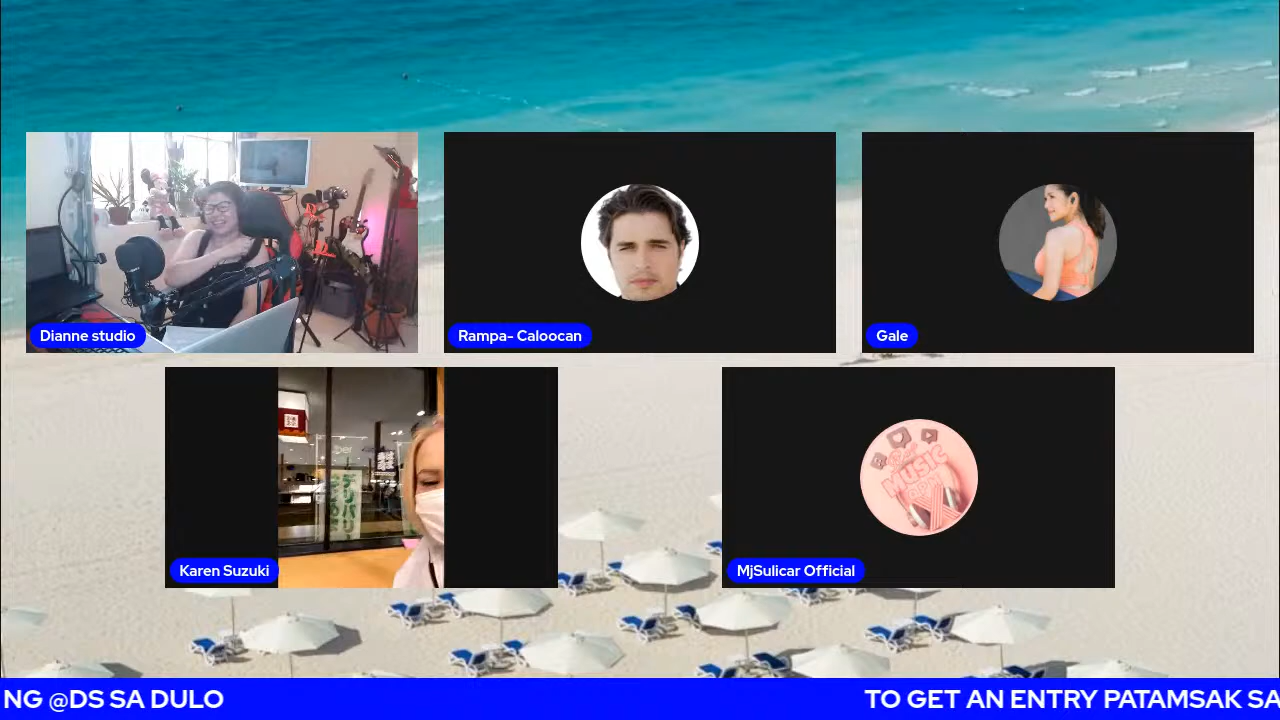 Dianne studio
Rampa- Caloocan
Gale
Karen Suzuki
MUSIC
MjSulicar Official
NG @DS SA DULO
TO GET AN ENTRY PATAMSAK SA